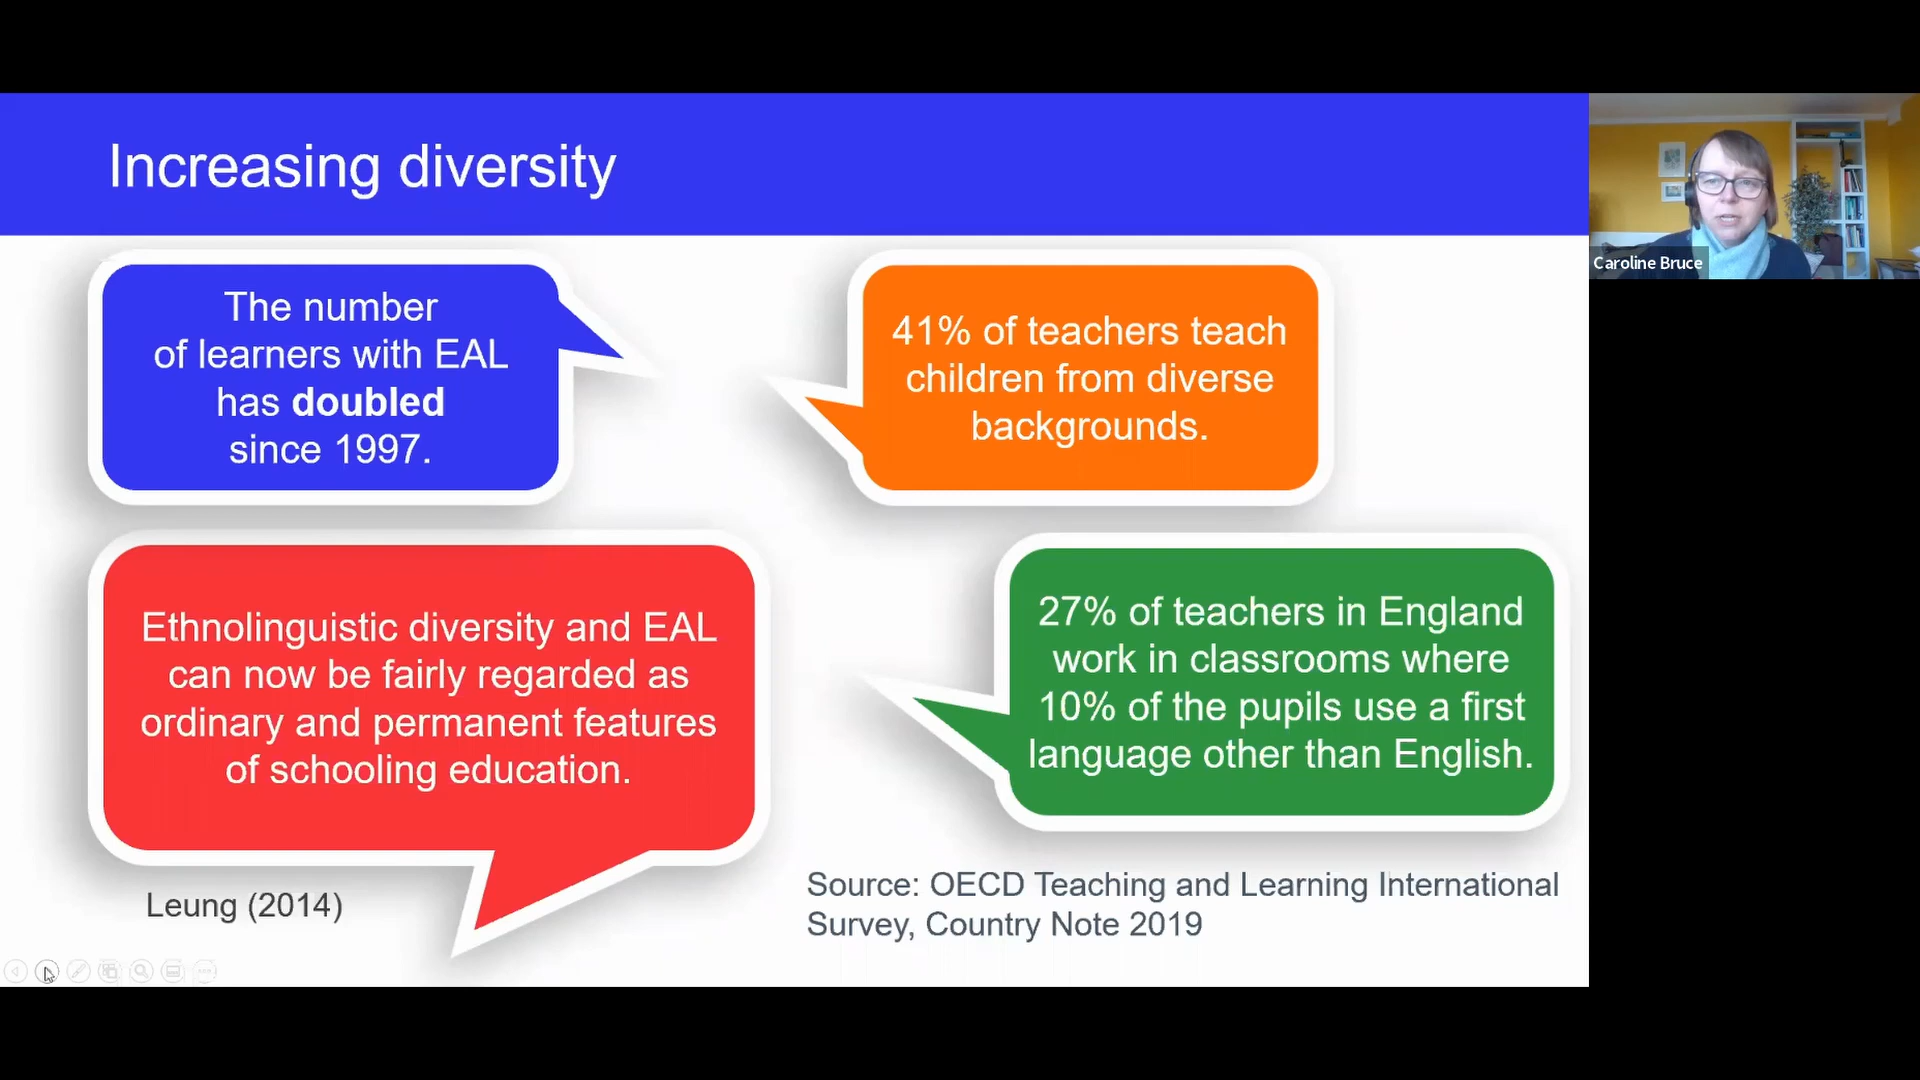 Increasing diversity
The number
of learners with EAL
has doubled
since 1997.
41% of teachers teach
children from diverse
backgrounds.
Ethnolinguistic diversity and EAL
can now be fairly regarded as
ordinary and permanent features
of schooling education.
27% of teachers in England
work in classrooms where
10% of the pupils use a first
language other than English.
Leung (2014)
Source: OECD Teaching and Learning International
Survey, Country Note 2019
Caroline Bruce